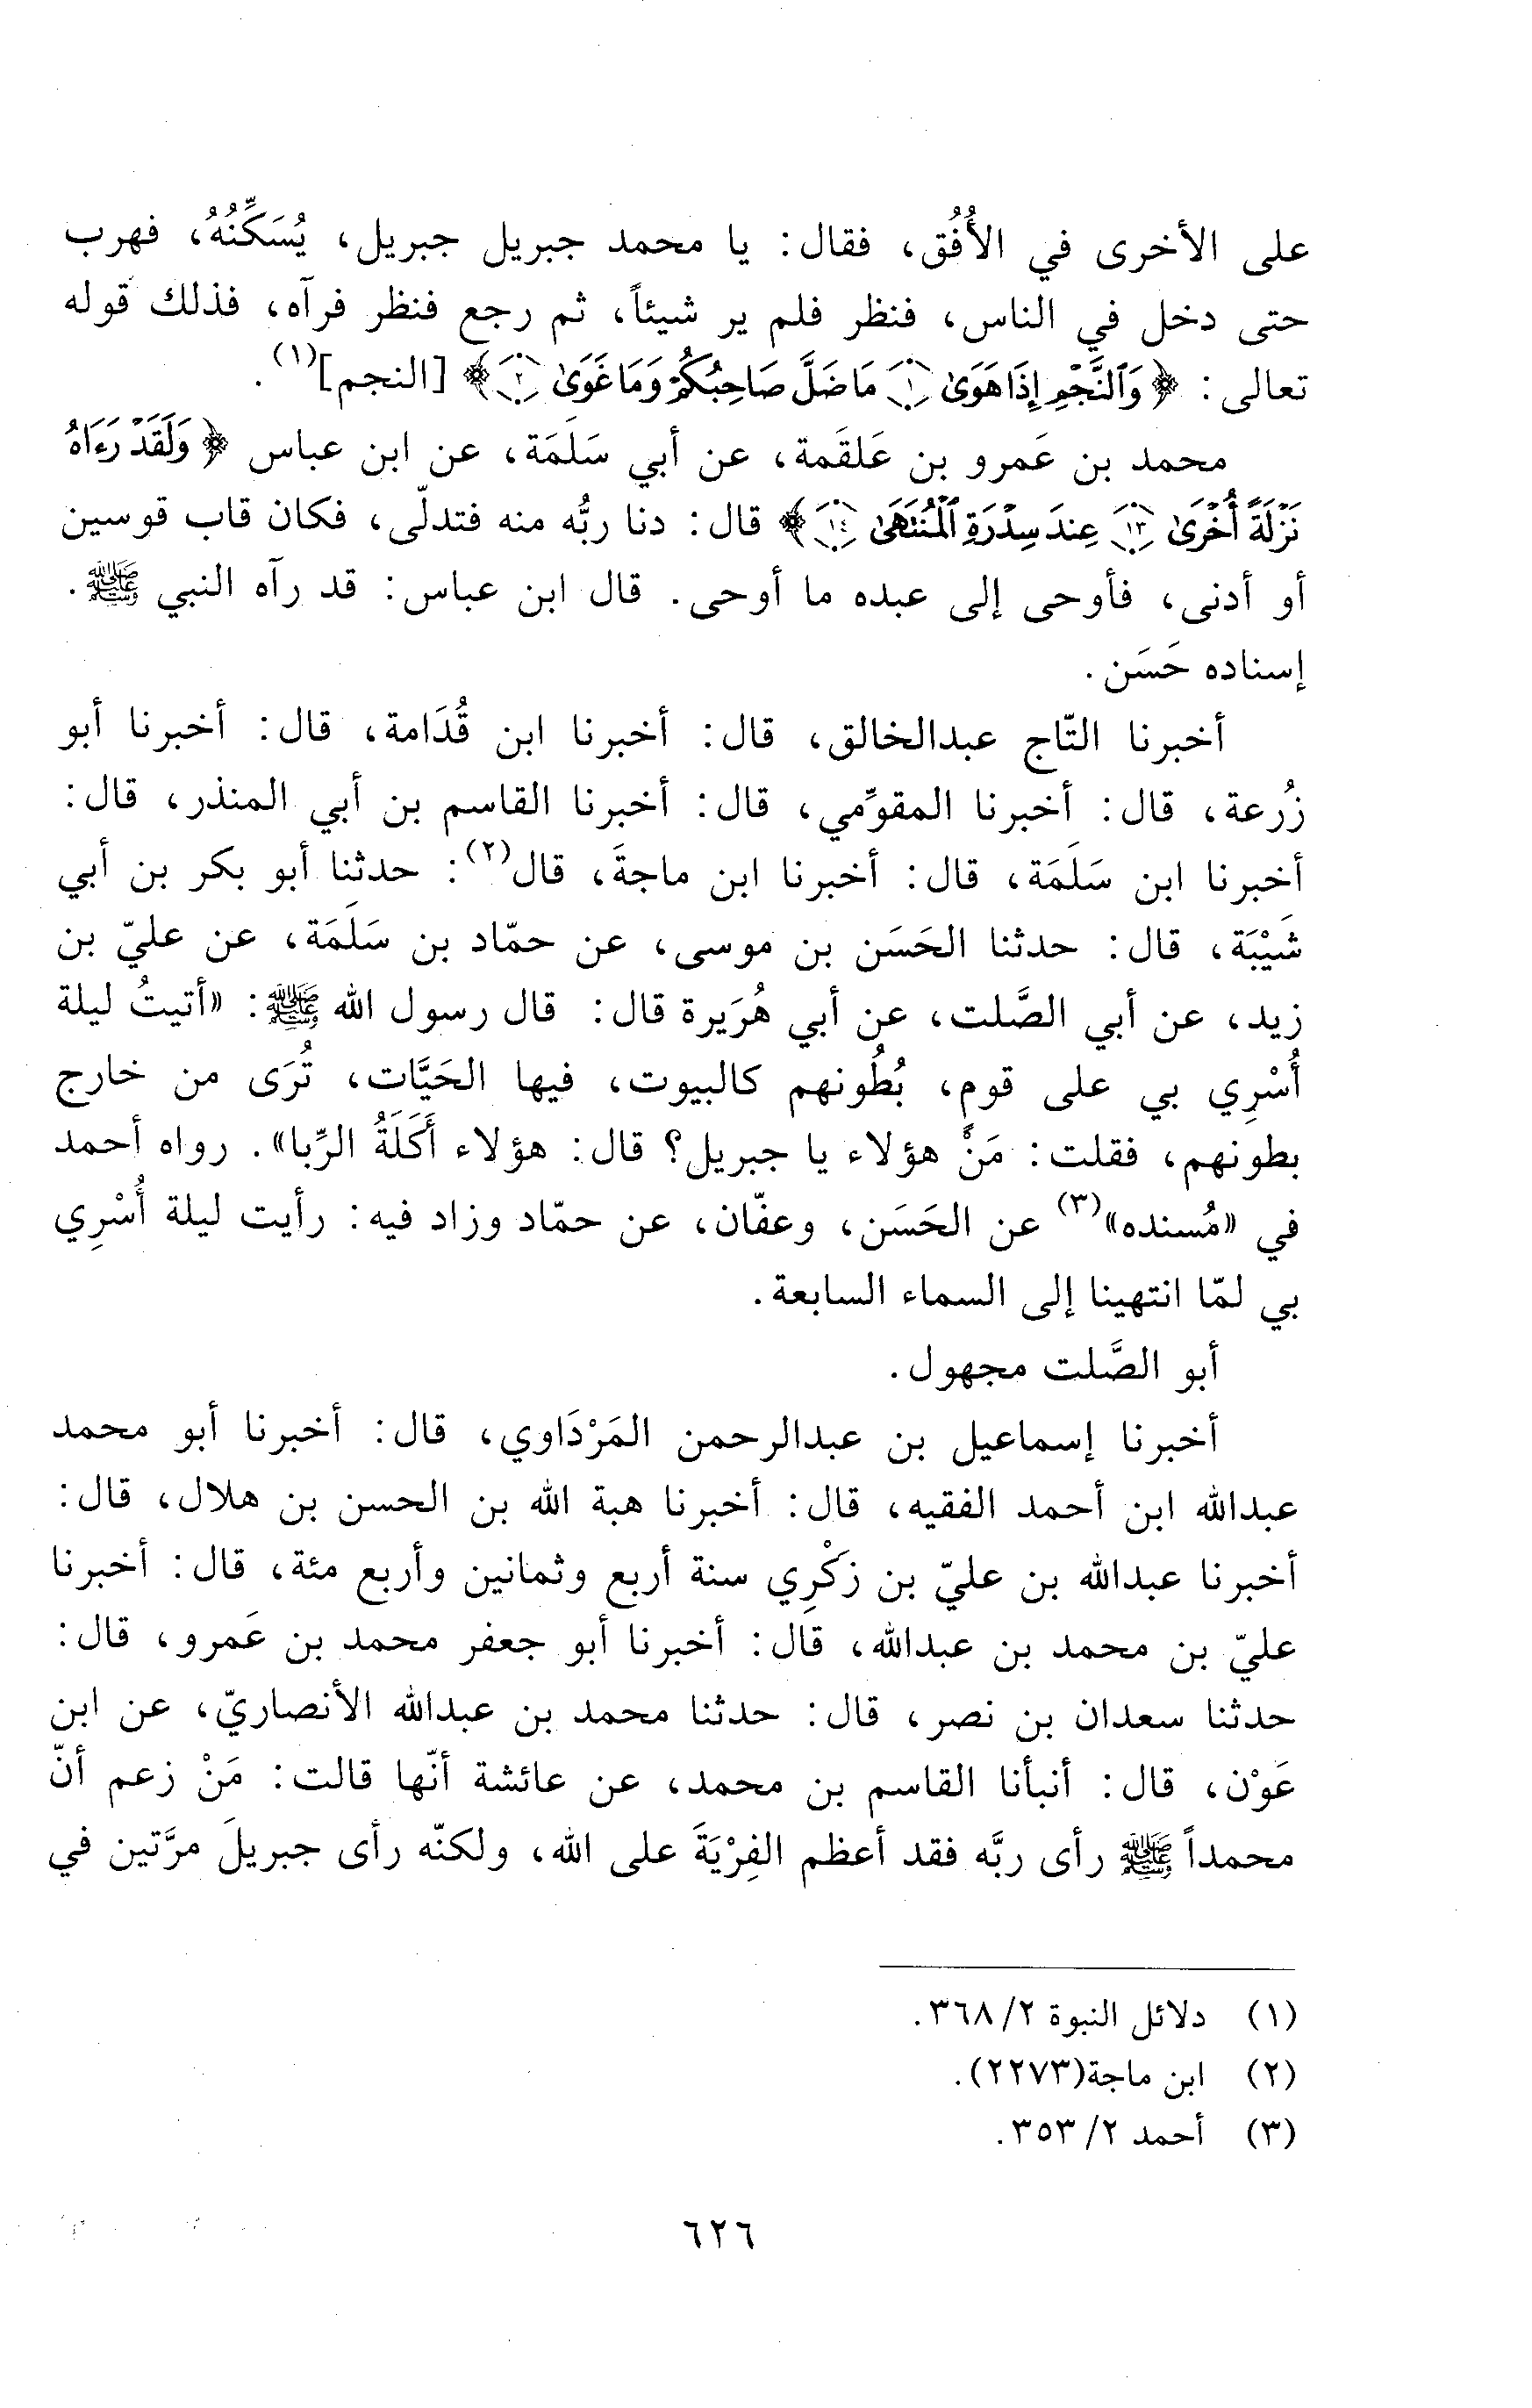 على الأخرى في الأُفُق، فقال: يا محمد جبريل جبريل، يُسَكِّنُهُ، فهرب
حتى دخل في الناس، فنظر فلم ير شيئاً، ثم رجع فنظر فرآه، فذلك قوله
تعالى: ﴿وَٱلنَّجْمِ إِذَا هَوَىٰ ﴿١﴾ مَا ضَلَّ صَاحِبُكُمْ وَمَا غَوَىٰ ﴿٢﴾﴾ [النجم](١).
محمد بن عَمرو بن عَلقَمة، عن أبي سَلَمَة، عن ابن عباس ﴿وَلَقَدْ رَءَاهُ
نَزْلَةً أُخْرَىٰ ﴿١٣﴾ عِندَ سِدْرَةِ ٱلْمُنتَهَىٰ ﴿١٤﴾﴾ قال: دنا ربُّه منه فتدلّى، فكان قاب قوسين
أو أدنى، فأوحى إلى عبده ما أوحى. قال ابن عباس: قد رآه النبي ﷺ.
إسناده حَسَن.
أخبرنا التّاج عبدالخالق، قال: أخبرنا ابن قُدَامة، قال: أخبرنا أبو
زُرعة، قال: أخبرنا المقوِّمي، قال: أخبرنا القاسم بن أبي المنذر، قال:
أخبرنا ابن سَلَمَة، قال: أخبرنا ابن ماجةَ، قال(٢): حدثنا أبو بكر بن أبي
شَيْبَة، قال: حدثنا الحَسَن بن موسى، عن حمّاد بن سَلَمَة، عن عليّ بن
زيد، عن أبي الصَّلت، عن أبي هُرَيرة قال: قال رسول الله ﷺ: «أتيتُ ليلة
أُسْرِي بي على قومٍ، بُطُونهم كالبيوت، فيها الحَيَّات، تُرَى من خارج
بطونهم، فقلت: مَنْ هؤلاء يا جبريل؟ قال: هؤلاء أَكَلَةُ الرِّبا». رواه أحمد
في «مُسنده»(٣) عن الحَسَن، وعفّان، عن حمّاد وزاد فيه: رأيت ليلة أُسْرِي
بي لمّا انتهينا إلى السماء السابعة.
أبو الصَّلت مجهول.
أخبرنا إسماعيل بن عبدالرحمن المَرْدَاوي، قال: أخبرنا أبو محمد
عبدالله ابن أحمد الفقيه، قال: أخبرنا هبة الله بن الحسن بن هلال، قال:
أخبرنا عبدالله بن عليّ بن زكْرِي سنة أربع وثمانين وأربع مئة، قال: أخبرنا
عليّ بن محمد بن عبدالله، قال: أخبرنا أبو جعفر محمد بن عَمرو، قال:
حدثنا سعدان بن نصر، قال: حدثنا محمد بن عبدالله الأنصاريّ، عن ابن
عَوْن، قال: أنبأنا القاسم بن محمد، عن عائشة أنّها قالت: مَنْ زعم أنّ
محمداً ﷺ رأى ربَّه فقد أعظم الفِرْيَةَ على الله، ولكنّه رأى جبريلَ مرَّتين في
(١) دلائل النبوة ٢/ ٣٦٨.
(٢) ابن ماجة(٢٢٧٣).
(٣) أحمد ٢/ ٣٥٣.
٦٢٦